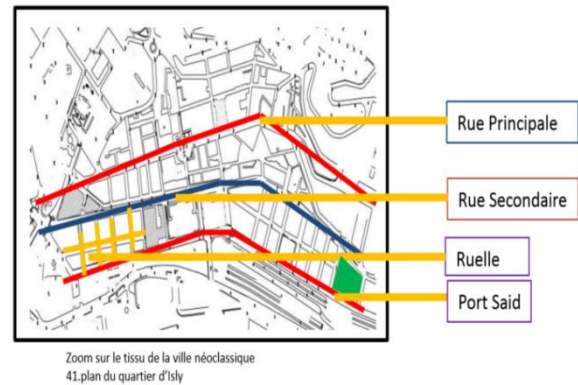 Rue Principale
Rue Secondaire
Ruelle
Port Said
Zoom sur le tissu de la ville néoclassique
41.plan du quartier d'Isly